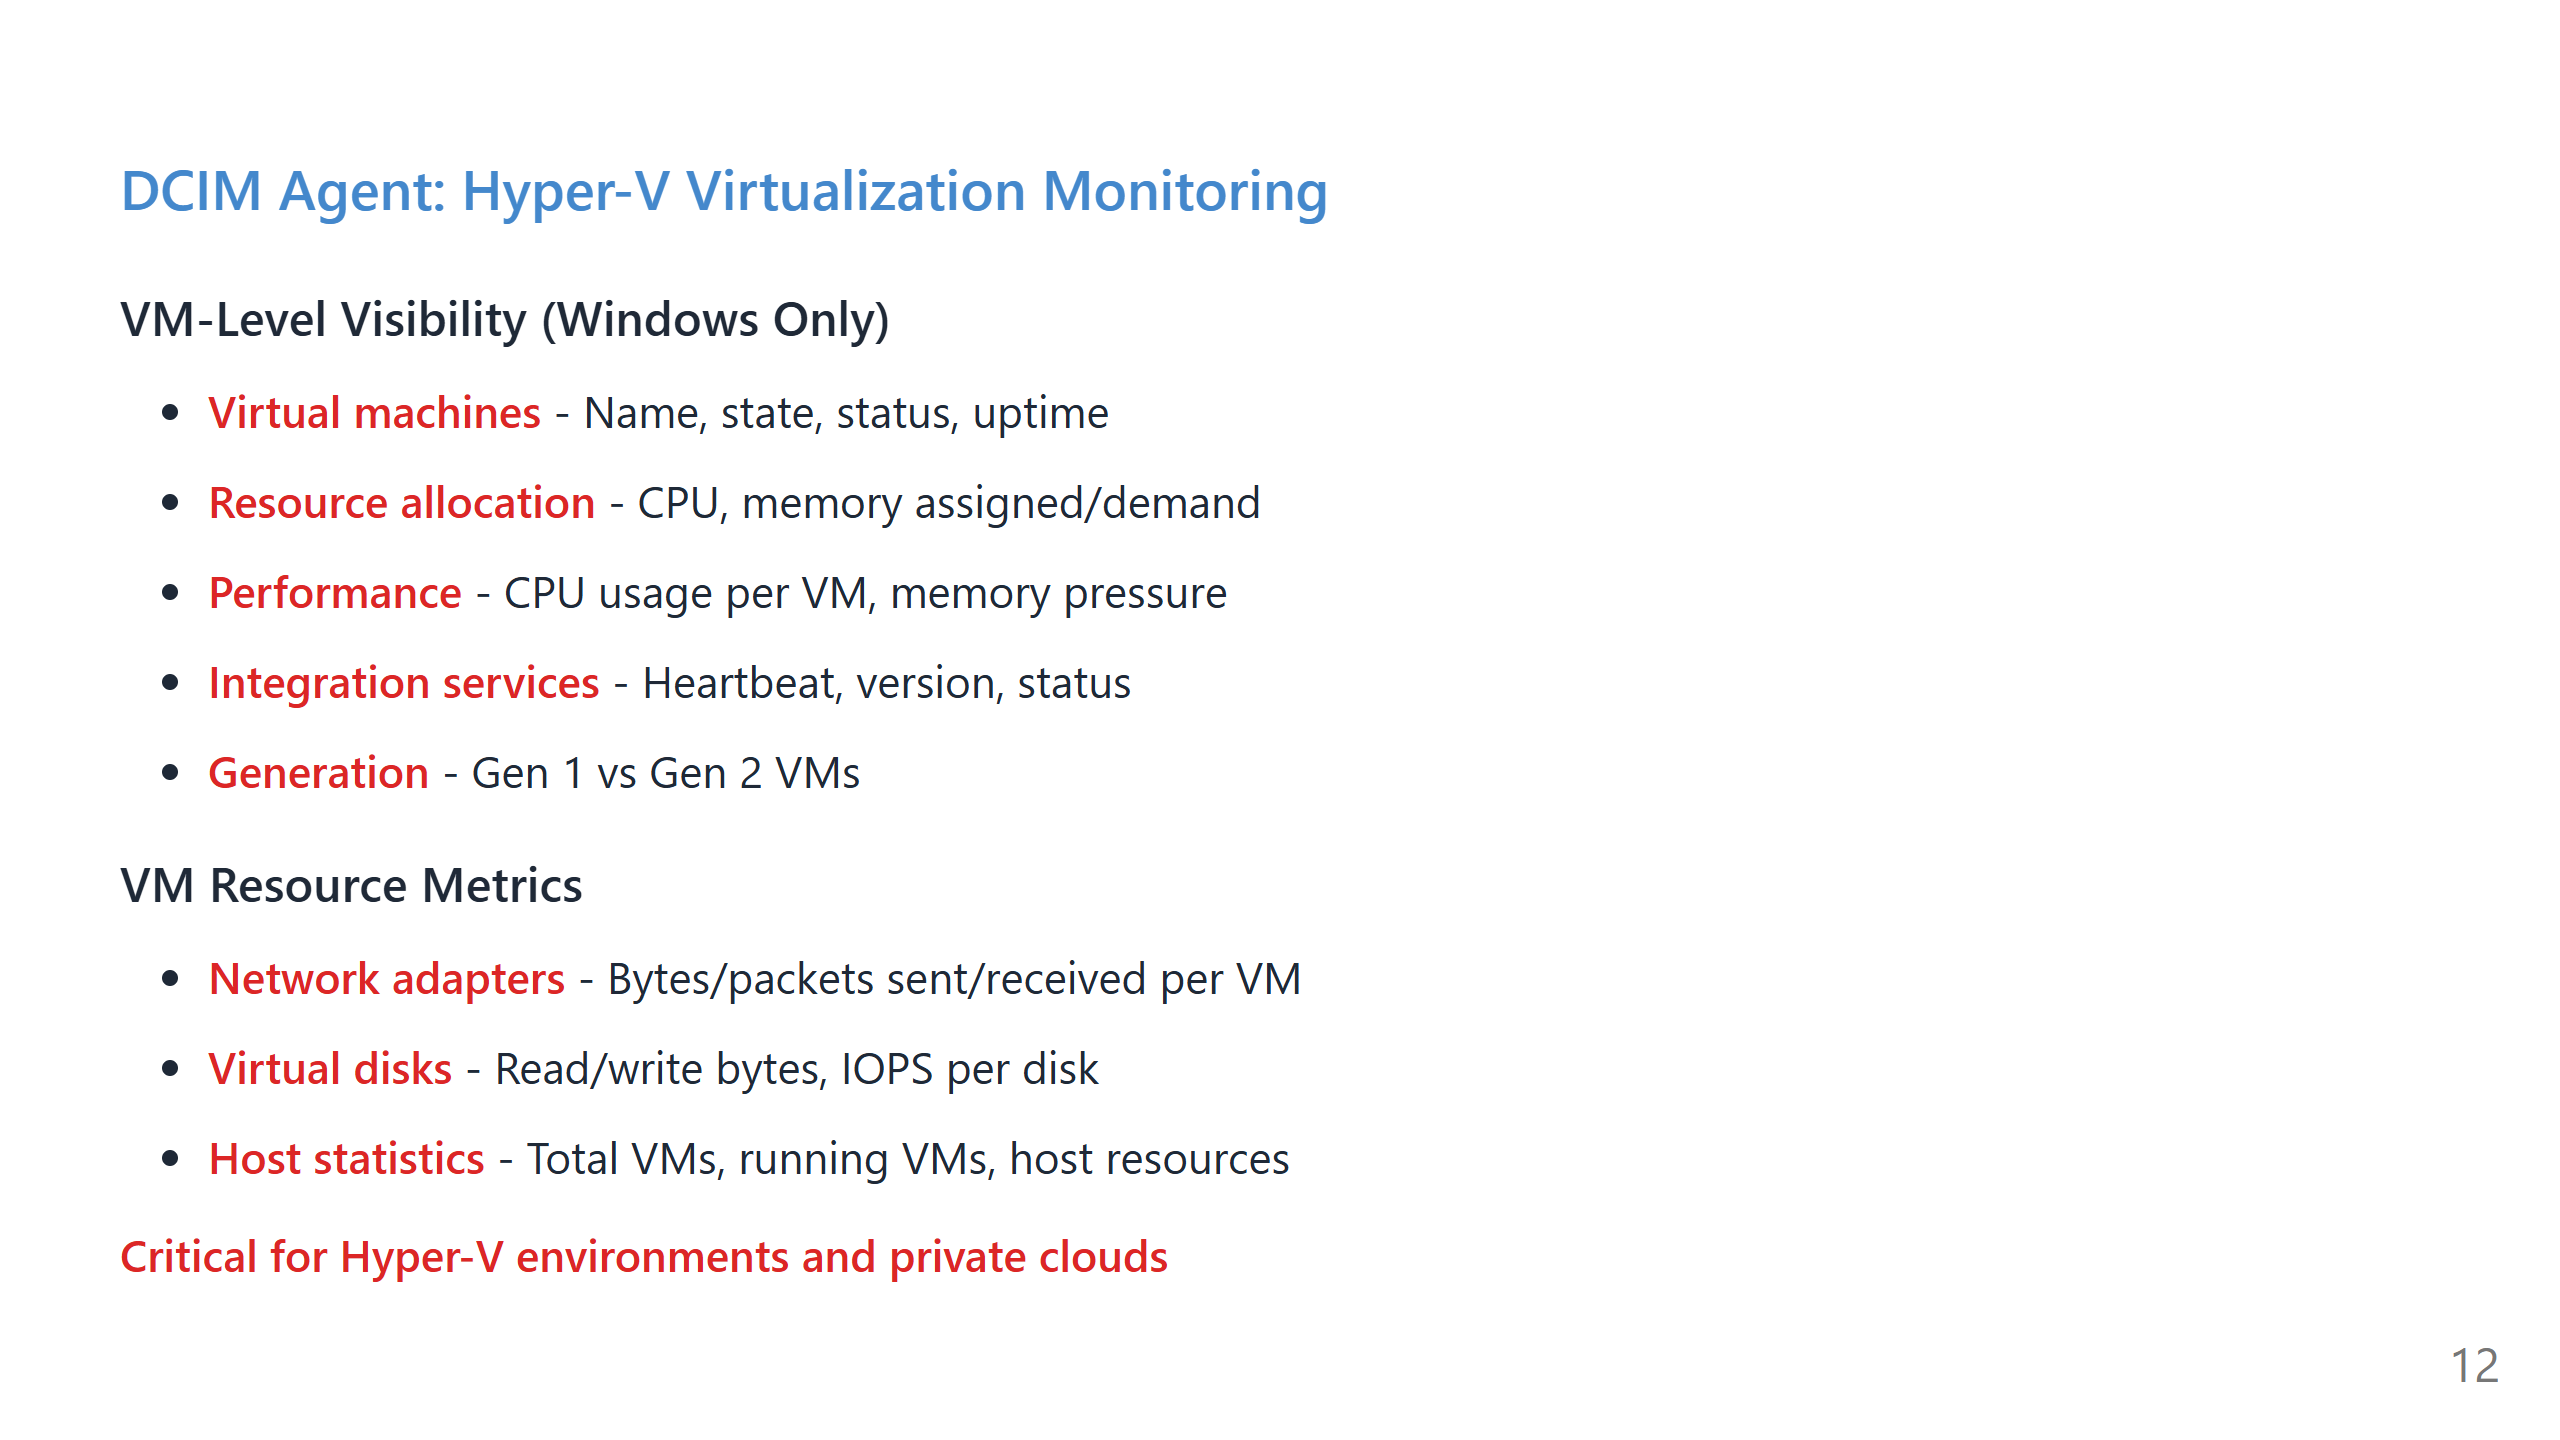 DCIM Agent: Hyper-V Virtualization Monitoring
VM-Level Visibility (Windows Only)
• Virtual machines - Name, state, status, uptime
• Resource allocation - CPU, memory assigned/demand
• Performance - CPU usage per VM, memory pressure
• Integration services - Heartbeat, version, status
• Generation - Gen 1 vs Gen 2 VMs
VM Resource Metrics
• Network adapters - Bytes/packets sent/received per VM
• Virtual disks - Read/write bytes, IOPS per disk
• Host statistics - Total VMs, running VMs, host resources
Critical for Hyper-V environments and private clouds
12